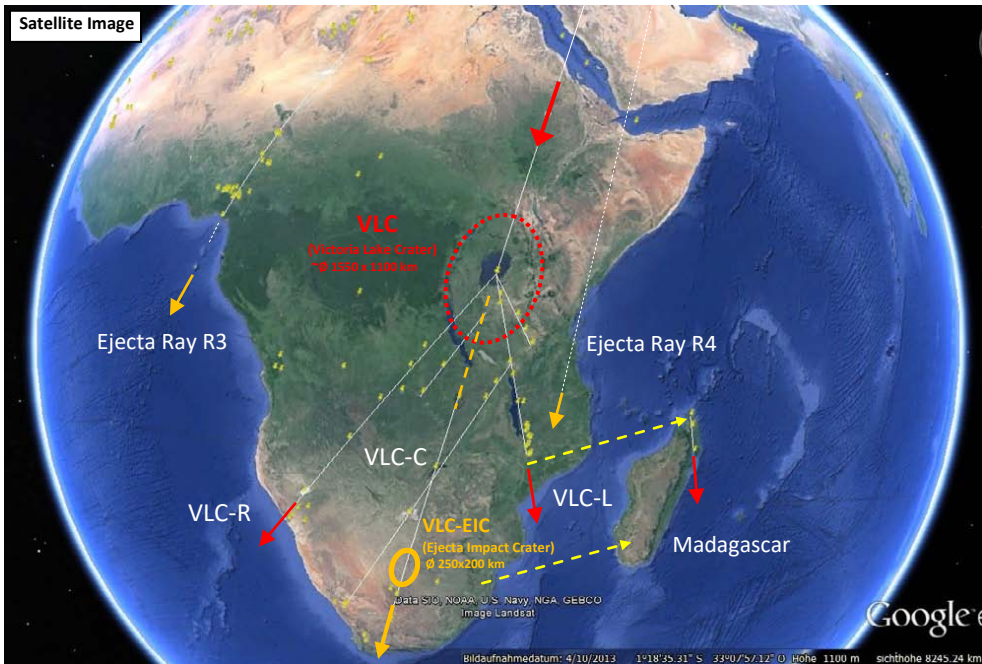 Satellite Image
VLC
(Victoria Lake Crater)
~Ø 1550 x 1100 km
Ejecta Ray R3
Ejecta Ray R4
VLC-C
VLC-R
VLC-L
VLC-EIC
(Ejecta Impact Crater)
Ø 250x200 km
Madagascar
Data SIO, NOAA, U.S. Navy, NGA, GEBCO
Image Landsat
Google e
Bildaufnahmedatum: 4/10/2013 1°18'35.31" S 33°07'57.12" O Höhe 1100 m sichthöhe 8245.24 km